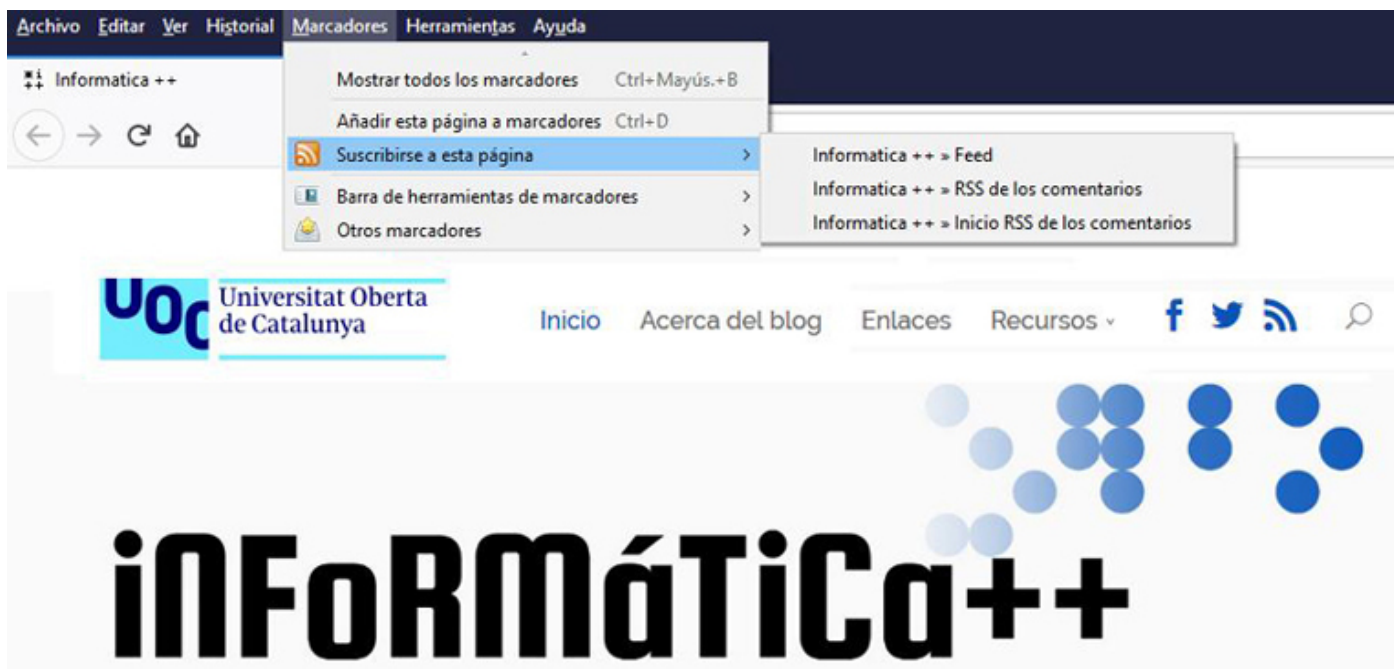 Archivo Editar Ver Historial Marcadores Herramientas Ayuda
Informatica ++
Mostrar todos los marcadores Ctrl+Mayús.+B
Añadir esta página a marcadores Ctrl+D
Suscribirse a esta página
Informatica ++ » Feed
Informatica ++ » RSS de los comentarios
Informatica ++ » Inicio RSS de los comentarios
Barra de herramientas de marcadores
Otros marcadores
UOC Universitat Oberta
de Catalunya
Inicio Acerca del blog Enlaces Recursos
iNFoRMáTiCa++